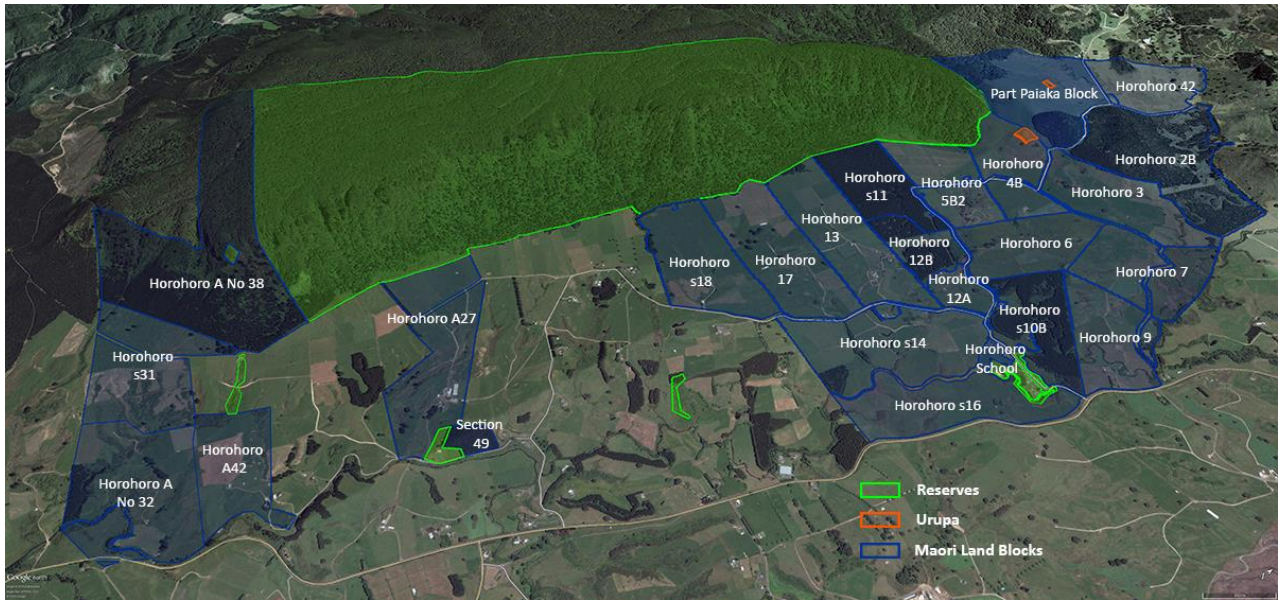 Part Paiaka Block
Horohoro 42
Horohoro 2B
Horohoro
4B
Horohoro
s11
Horohoro
5B2
Horohoro 3
Horohoro
13
Horohoro 6
Horohoro
12B
Horohoro
17
Horohoro
s18
Horohoro 7
Horohoro
12A
Horohoro A No 38
Horohoro
s10B
Horohoro A27
Horohoro 9
Horohoro s14
Horohoro
School
Horohoro
s31
Horohoro s16
Section
49
Horohoro
A42
Horohoro A
No 32
Reserves
Urupa
Maori Land Blocks
Google earth